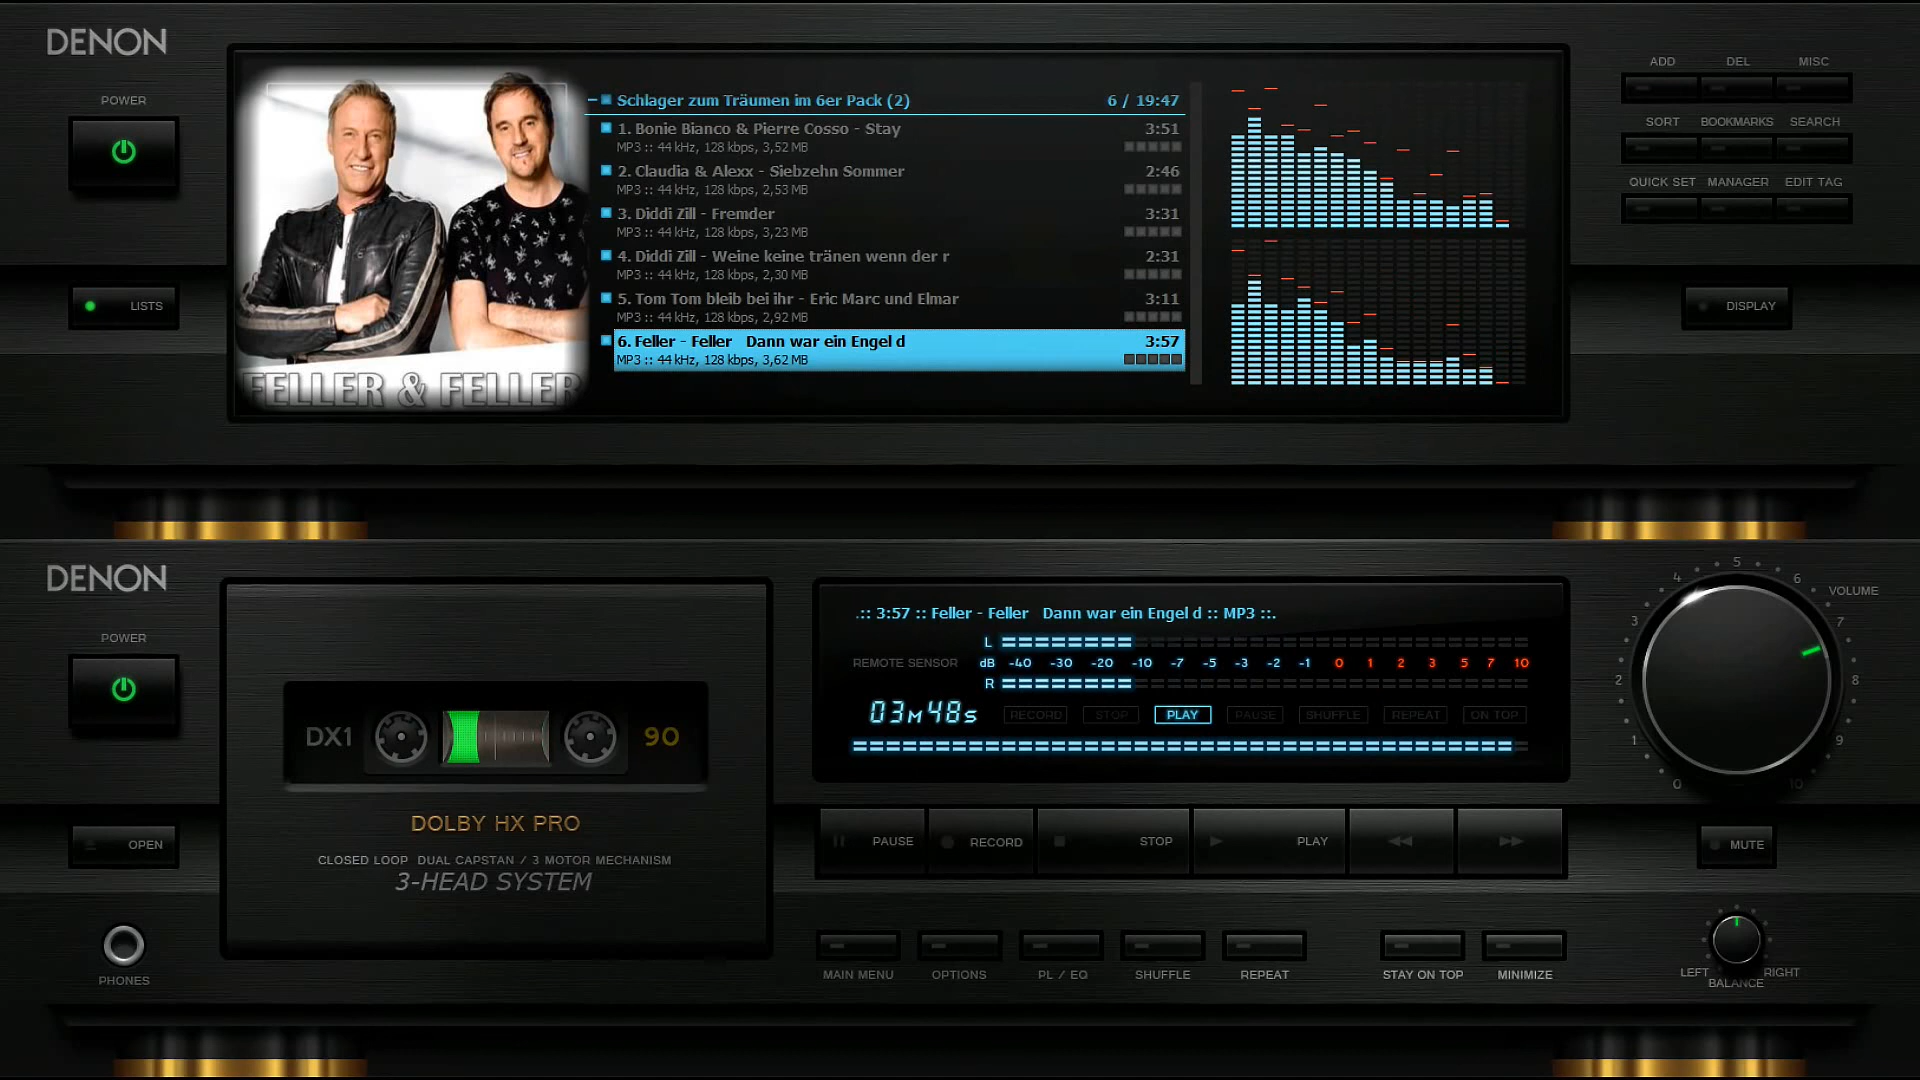 DENON
POWER
LISTS
FELLER & FELLER
Schlager zum Träumen im 6er Pack (2) 6 / 19:47
1. Bonie Bianco & Pierre Cosso - Stay 3:51
MP3 :: 44 kHz, 128 kbps, 3,52 MB
2. Claudia & Alexx - Siebzehn Sommer 2:46
MP3 :: 44 kHz, 128 kbps, 2,53 MB
3. Diddi Zill - Fremder 3:31
MP3 :: 44 kHz, 128 kbps, 3,23 MB
4. Diddi Zill - Weine keine tränen wenn der r 2:31
MP3 :: 44 kHz, 128 kbps, 2,30 MB
5. Tom Tom bleib bei ihr - Eric Marc und Elmar 3:11
MP3 :: 44 kHz, 128 kbps, 2,92 MB
6. Feller - Feller Dann war ein Engel d 3:57
MP3 :: 44 kHz, 128 kbps, 3,62 MB
ADD DEL MISC
SORT BOOKMARKS SEARCH
QUICK SET MANAGER EDIT TAG
DISPLAY
DENON
POWER
OPEN
PHONES
DX1 90
DOLBY HX PRO
CLOSED LOOP DUAL CAPSTAN / 3 MOTOR MECHANISM
3-HEAD SYSTEM
.:: 3:57 :: Feller - Feller Dann war ein Engel d :: MP3 ::.
L
REMOTE SENSOR dB -40 -30 -20 -10 -7 -5 -3 -2 -1 0 1 2 3 5 7 10
R
03M48S RECORD STOP PLAY PAUSE SHUFFLE REPEAT ON TOP
PAUSE RECORD STOP PLAY
MAIN MENU OPTIONS PL / EQ SHUFFLE REPEAT STAY ON TOP MINIMIZE
VOLUME
0 1 2 3 4 5 6 7 8 9 10
MUTE
LEFT RIGHT
BALANCE